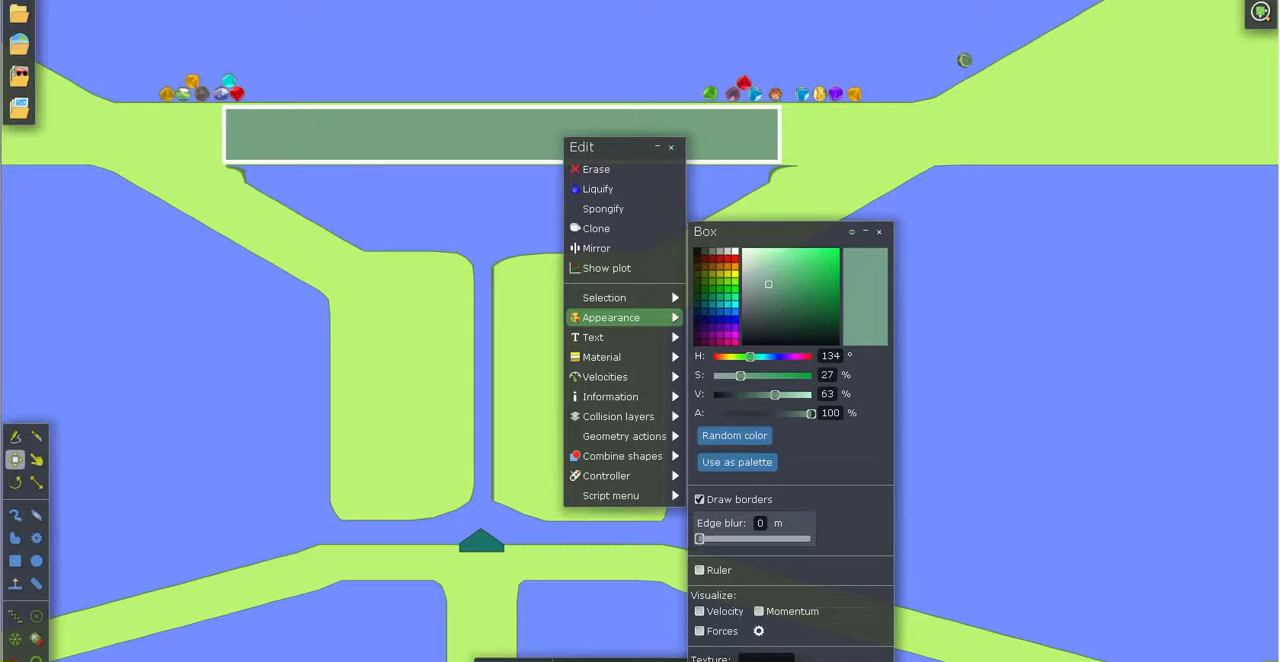 Edit
Erase
Liquify
Spongify
Clone
Mirror
Show plot
Selection
Appearance
Text
Material
Velocities
Information
Collision layers
Geometry actions
Combine shapes
Controller
Script menu
Box
H: 134 °
S: 27 %
V: 63 %
A: 100 %
Random color
Use as palette
Draw borders
Edge blur: 0 m
Ruler
Visualize:
Velocity Momentum
Forces
Texture: